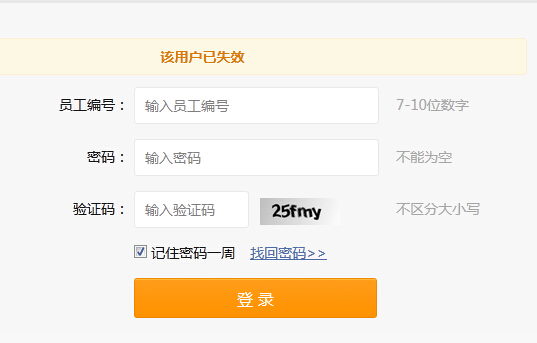 该用户已失效
员工编号： 输入员工编号 7-10位数字
密码： 输入密码 不能为空
验证码： 输入验证码 25fmy 不区分大小写
记住密码一周 找回密码>>
登 录